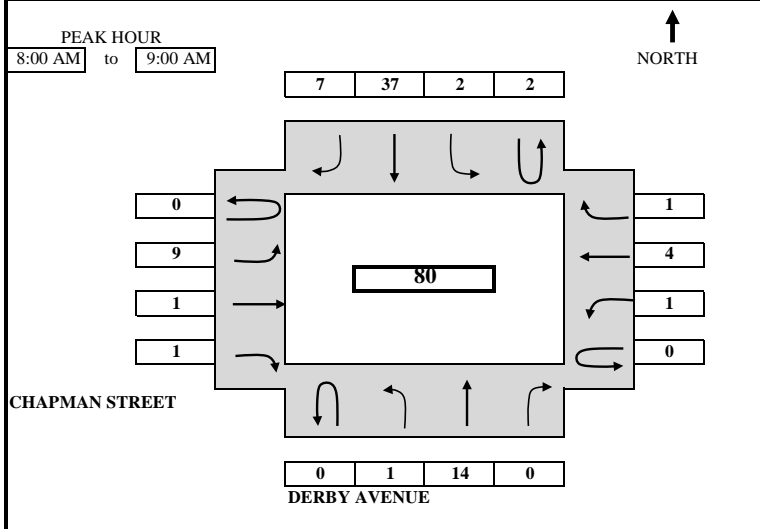 PEAK HOUR
8:00 AM to 9:00 AM
NORTH
7 37 2 2
0 1
9 4
80
1 1
1 0
CHAPMAN STREET
0 1 14 0
DERBY AVENUE